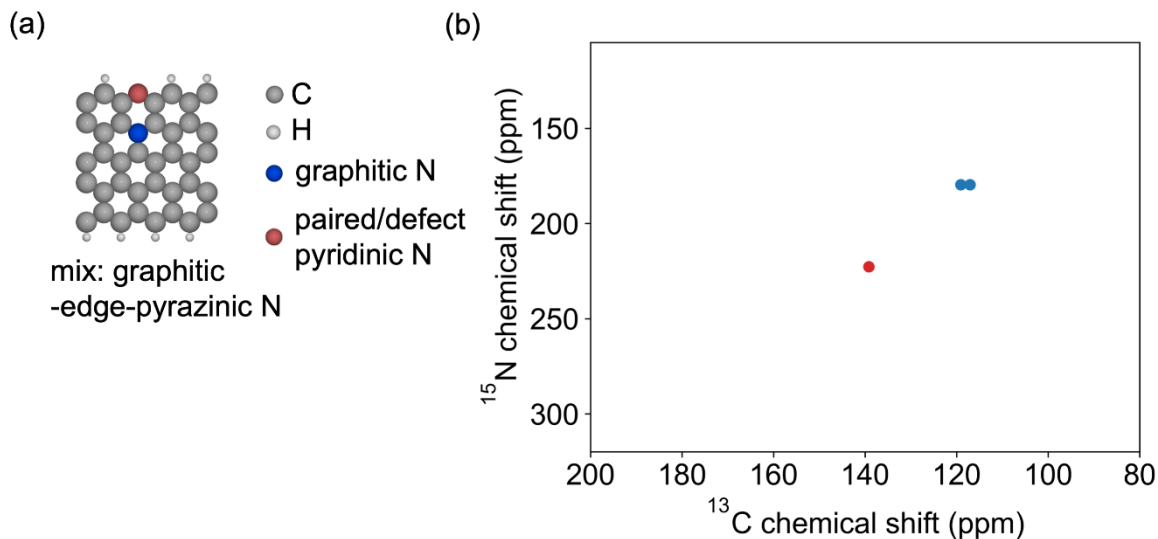 (a)
C
H
graphitic N
paired/defect
pyridinic N
mix: graphitic
-edge-pyrazinic N
(b)
¹⁵N chemical shift (ppm)
150
200
250
300
200 180 160 140 120 100 80
¹³C chemical shift (ppm)